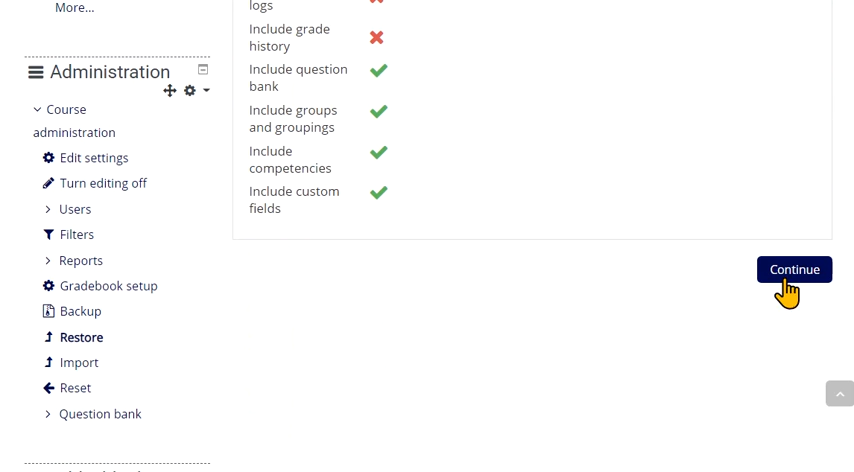 More...
Administration
Course
administration
Edit settings
Turn editing off
Users
Filters
Reports
Gradebook setup
Backup
Restore
Import
Reset
Question bank
logs
Include grade
history
Include question
bank
Include groups
and groupings
Include
competencies
Include custom
fields
Continue